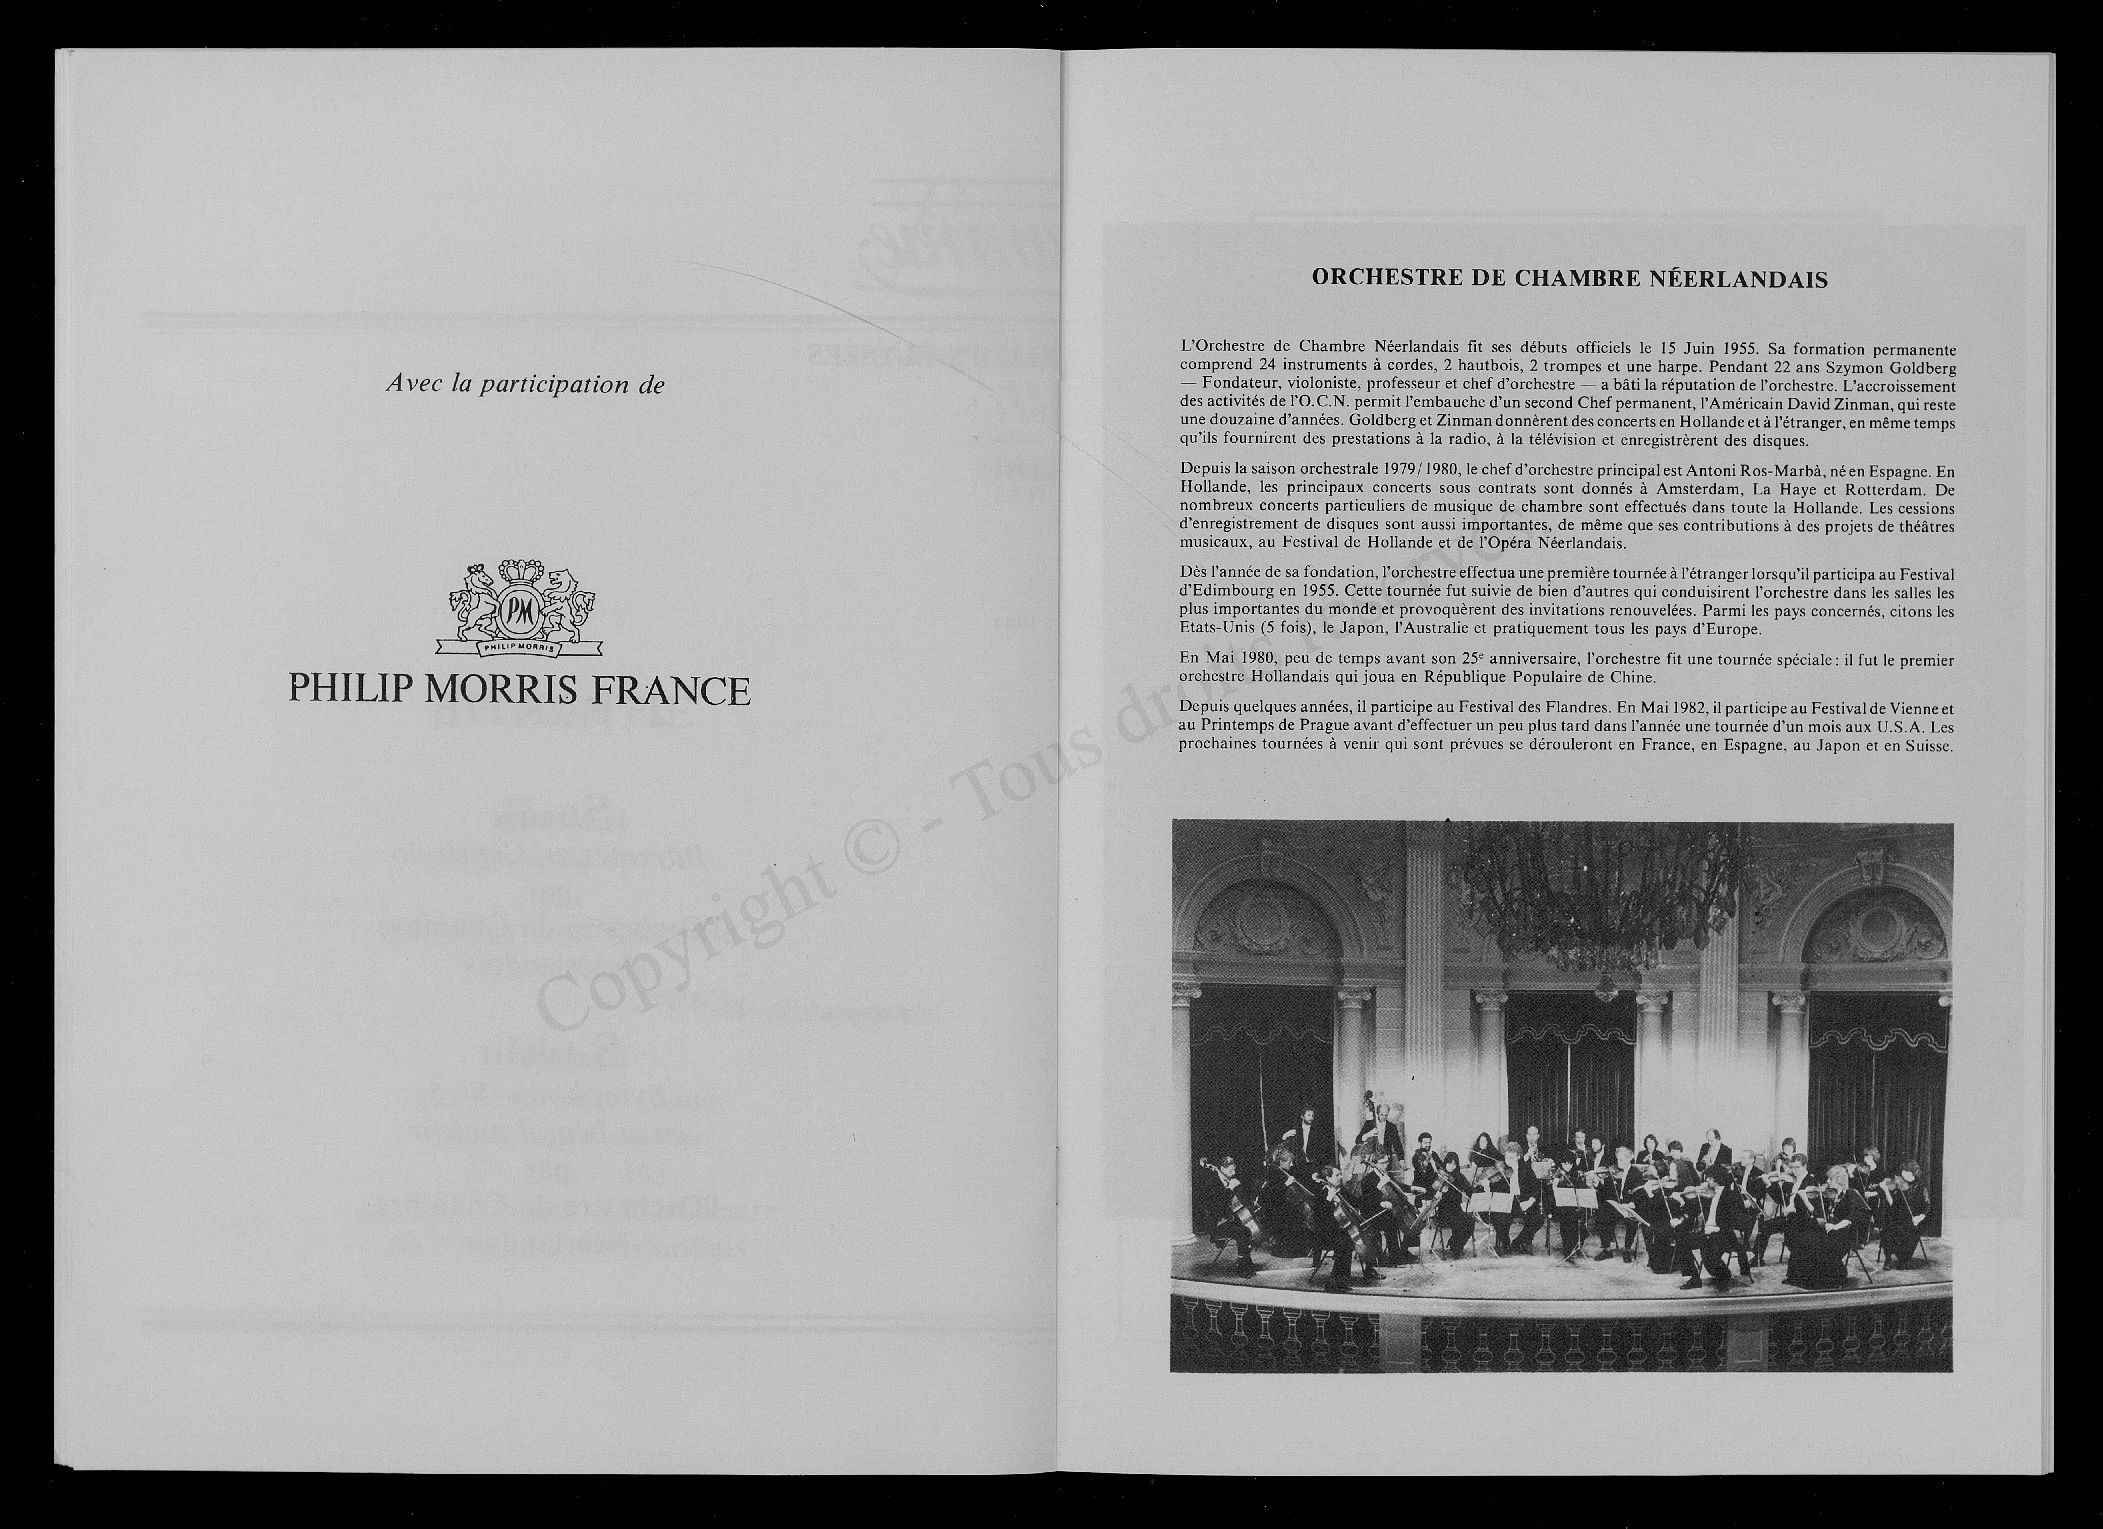 Avec la participation de
PM
PHILIP MORRIS
PHILIP MORRIS FRANCE
ORCHESTRE DE CHAMBRE NÉERLANDAIS
L'Orchestre de Chambre Néerlandais fit ses débuts officiels le 15 Juin 1955. Sa formation permanente
comprend 24 instruments à cordes, 2 hautbois, 2 trompes et une harpe. Pendant 22 ans Szymon Goldberg
— Fondateur, violoniste, professeur et chef d'orchestre — a bâti la réputation de l'orchestre. L'accroissement
des activités de l'O.C.N. permit l'embauche d'un second Chef permanent, l'Américain David Zinman, qui reste
une douzaine d'années. Goldberg et Zinman donnèrent des concerts en Hollande et à l'étranger, en même temps
qu'ils fournirent des prestations à la radio, à la télévision et enregistrèrent des disques.
Depuis la saison orchestrale 1979/1980, le chef d'orchestre principal est Antoni Ros-Marbà, né en Espagne. En
Hollande, les principaux concerts sous contrats sont donnés à Amsterdam, La Haye et Rotterdam. De
nombreux concerts particuliers de musique de chambre sont effectués dans toute la Hollande. Les cessions
d'enregistrement de disques sont aussi importantes, de même que ses contributions à des projets de théâtres
musicaux, au Festival de Hollande et de l'Opéra Néerlandais.
Dès l'année de sa fondation, l'orchestre effectua une première tournée à l'étranger lorsqu'il participa au Festival
d'Edimbourg en 1955. Cette tournée fut suivie de bien d'autres qui conduisirent l'orchestre dans les salles les
plus importantes du monde et provoquèrent des invitations renouvelées. Parmi les pays concernés, citons les
Etats-Unis (5 fois), le Japon, l'Australie et pratiquement tous les pays d'Europe.
En Mai 1980, peu de temps avant son 25e anniversaire, l'orchestre fit une tournée spéciale : il fut le premier
orchestre Hollandais qui joua en République Populaire de Chine.
Depuis quelques années, il participe au Festival des Flandres. En Mai 1982, il participe au Festival de Vienne et
au Printemps de Prague avant d'effectuer un peu plus tard dans l'année une tournée d'un mois aux U.S.A. Les
prochaines tournées à venir qui sont prévues se dérouleront en France, en Espagne, au Japon et en Suisse.
Copyright © - Tous droits réservés